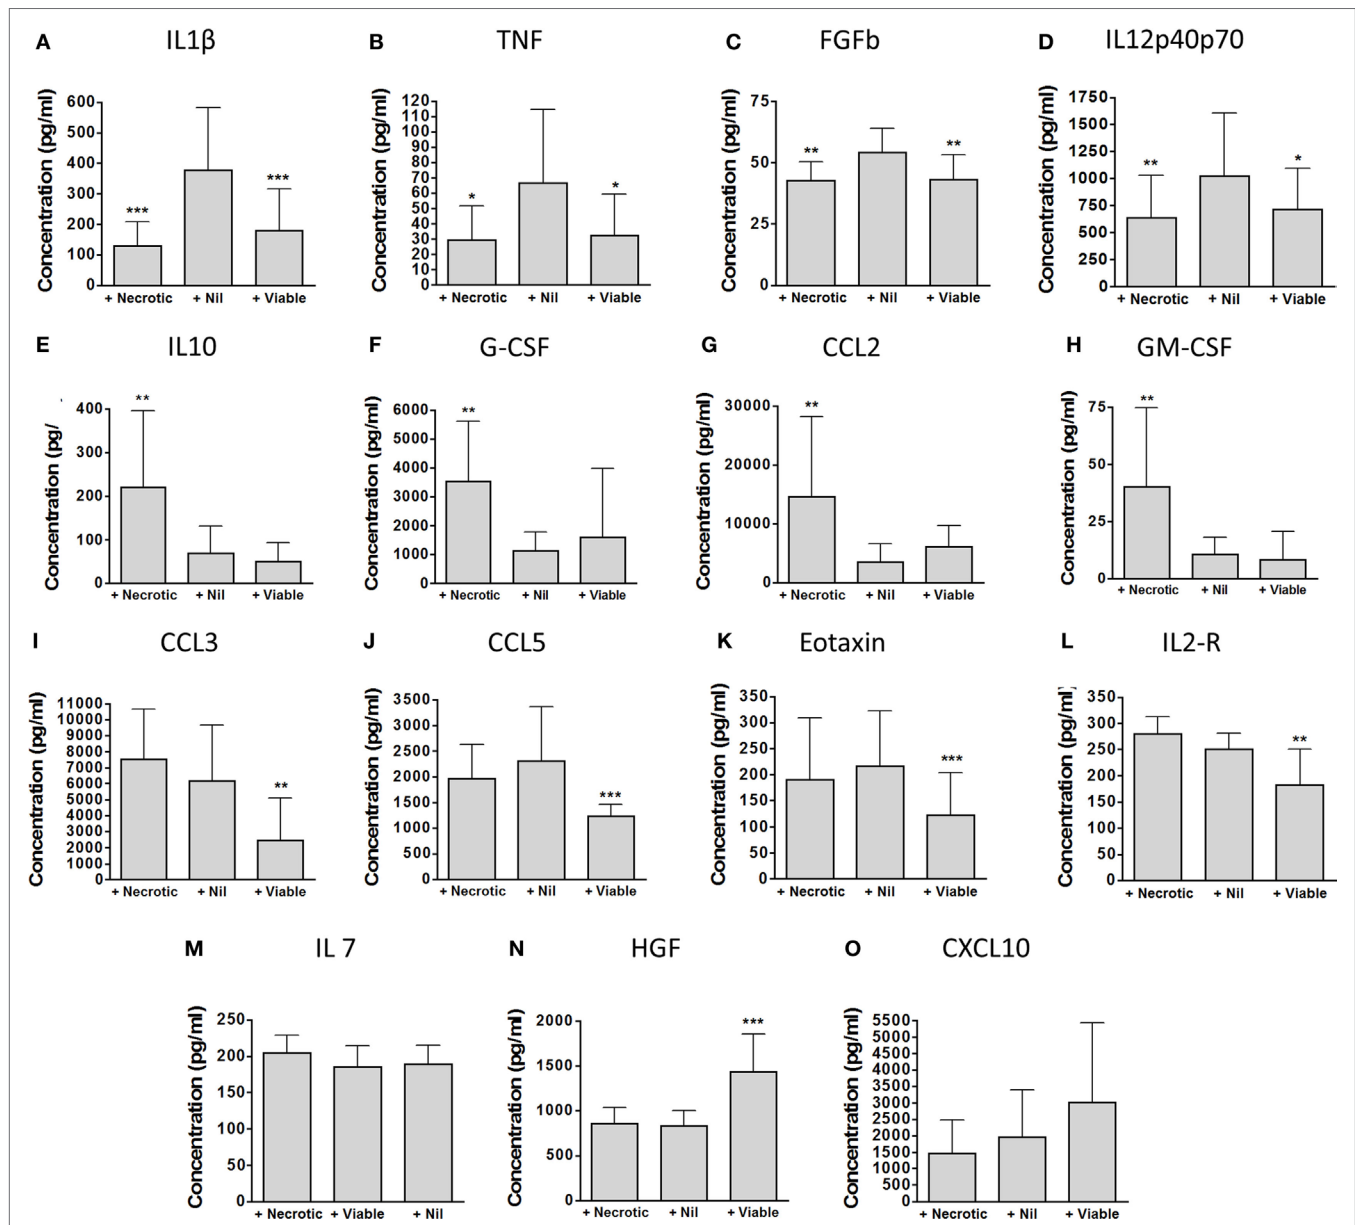 A IL1β
Concentration (pg/ml)
600
500
400
300
200
100
0
***
***
+ Necrotic + Nil + Viable
B TNF
Concentration (pg/ml)
120
110
100
90
80
70
60
50
40
30
20
10
0
*
*
+ Necrotic + Nil + Viable
C FGFb
Concentration (pg/ml)
75
50
25
0
**
**
+ Necrotic + Nil + Viable
D IL12p40p70
Concentration (pg/ml)
1750
1500
1250
1000
750
500
250
0
**
*
+ Necrotic + Nil + Viable
E IL10
Concentration (pg/
400
300
200
100
0
**
+ Necrotic + Nil + Viable
F G-CSF
Concentration (pg/ml)
6000
5000
4000
3000
2000
1000
0
**
+ Necrotic + Nil + Viable
G CCL2
Concentration (pg/ml)
30000
20000
10000
0
**
+ Necrotic + Nil + Viable
H GM-CSF
Concentration (pg/ml)
75
50
25
0
**
+ Necrotic + Nil + Viable
I CCL3
Concentration (pg/ml)
11000
10000
9000
8000
7000
6000
5000
4000
3000
2000
1000
0
**
+ Necrotic + Nil + Viable
J CCL5
Concentration (pg/ml)
3500
3000
2500
2000
1500
1000
500
0
***
+ Necrotic + Nil + Viable
K Eotaxin
Concentration (pg/ml)
350
300
250
200
150
100
50
0
***
+ Necrotic + Nil + Viable
L IL2-R
Concentration (pg/ml)
350
300
250
200
150
100
50
0
**
+ Necrotic + Nil + Viable
M IL 7
Concentration (pg/ml)
250
200
150
100
50
0
+ Necrotic + Viable + Nil
N HGF
Concentration (pg/ml)
2000
1500
1000
500
0
***
+ Necrotic + Nil + Viable
O CXCL10
Concentration (pg/ml)
5500
5000
4500
4000
3500
3000
2500
2000
1500
1000
500
0
+ Necrotic + Nil + Viable